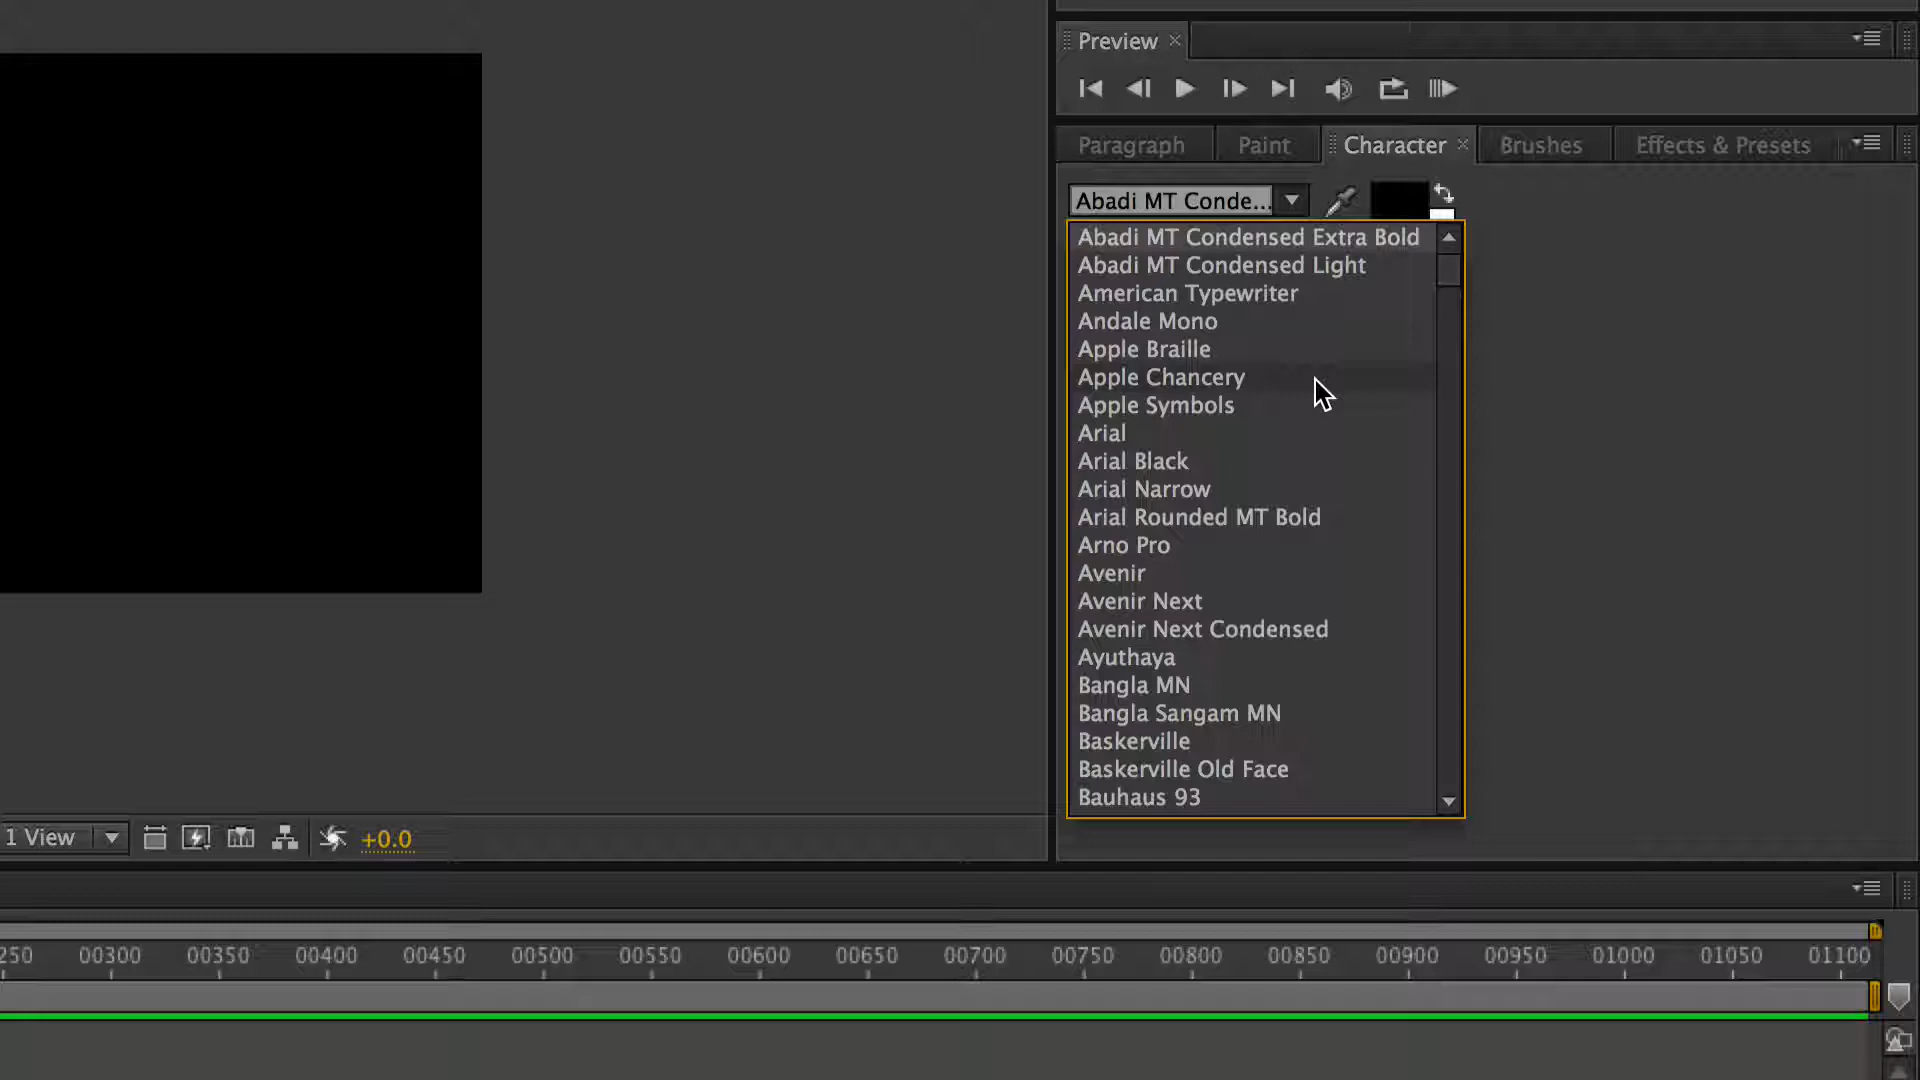 Preview
Paragraph Paint Character Brushes Effects & Presets
Abadi MT Conde...
Abadi MT Condensed Extra Bold
Abadi MT Condensed Light
American Typewriter
Andale Mono
Apple Braille
Apple Chancery
Apple Symbols
Arial
Arial Black
Arial Narrow
Arial Rounded MT Bold
Arno Pro
Avenir
Avenir Next
Avenir Next Condensed
Ayuthaya
Bangla MN
Bangla Sangam MN
Baskerville
Baskerville Old Face
Bauhaus 93
1 View +0.0
250 00300 00350 00400 00450 00500 00550 00600 00650 00700 00750 00800 00850 00900 00950 01000 01050 01100